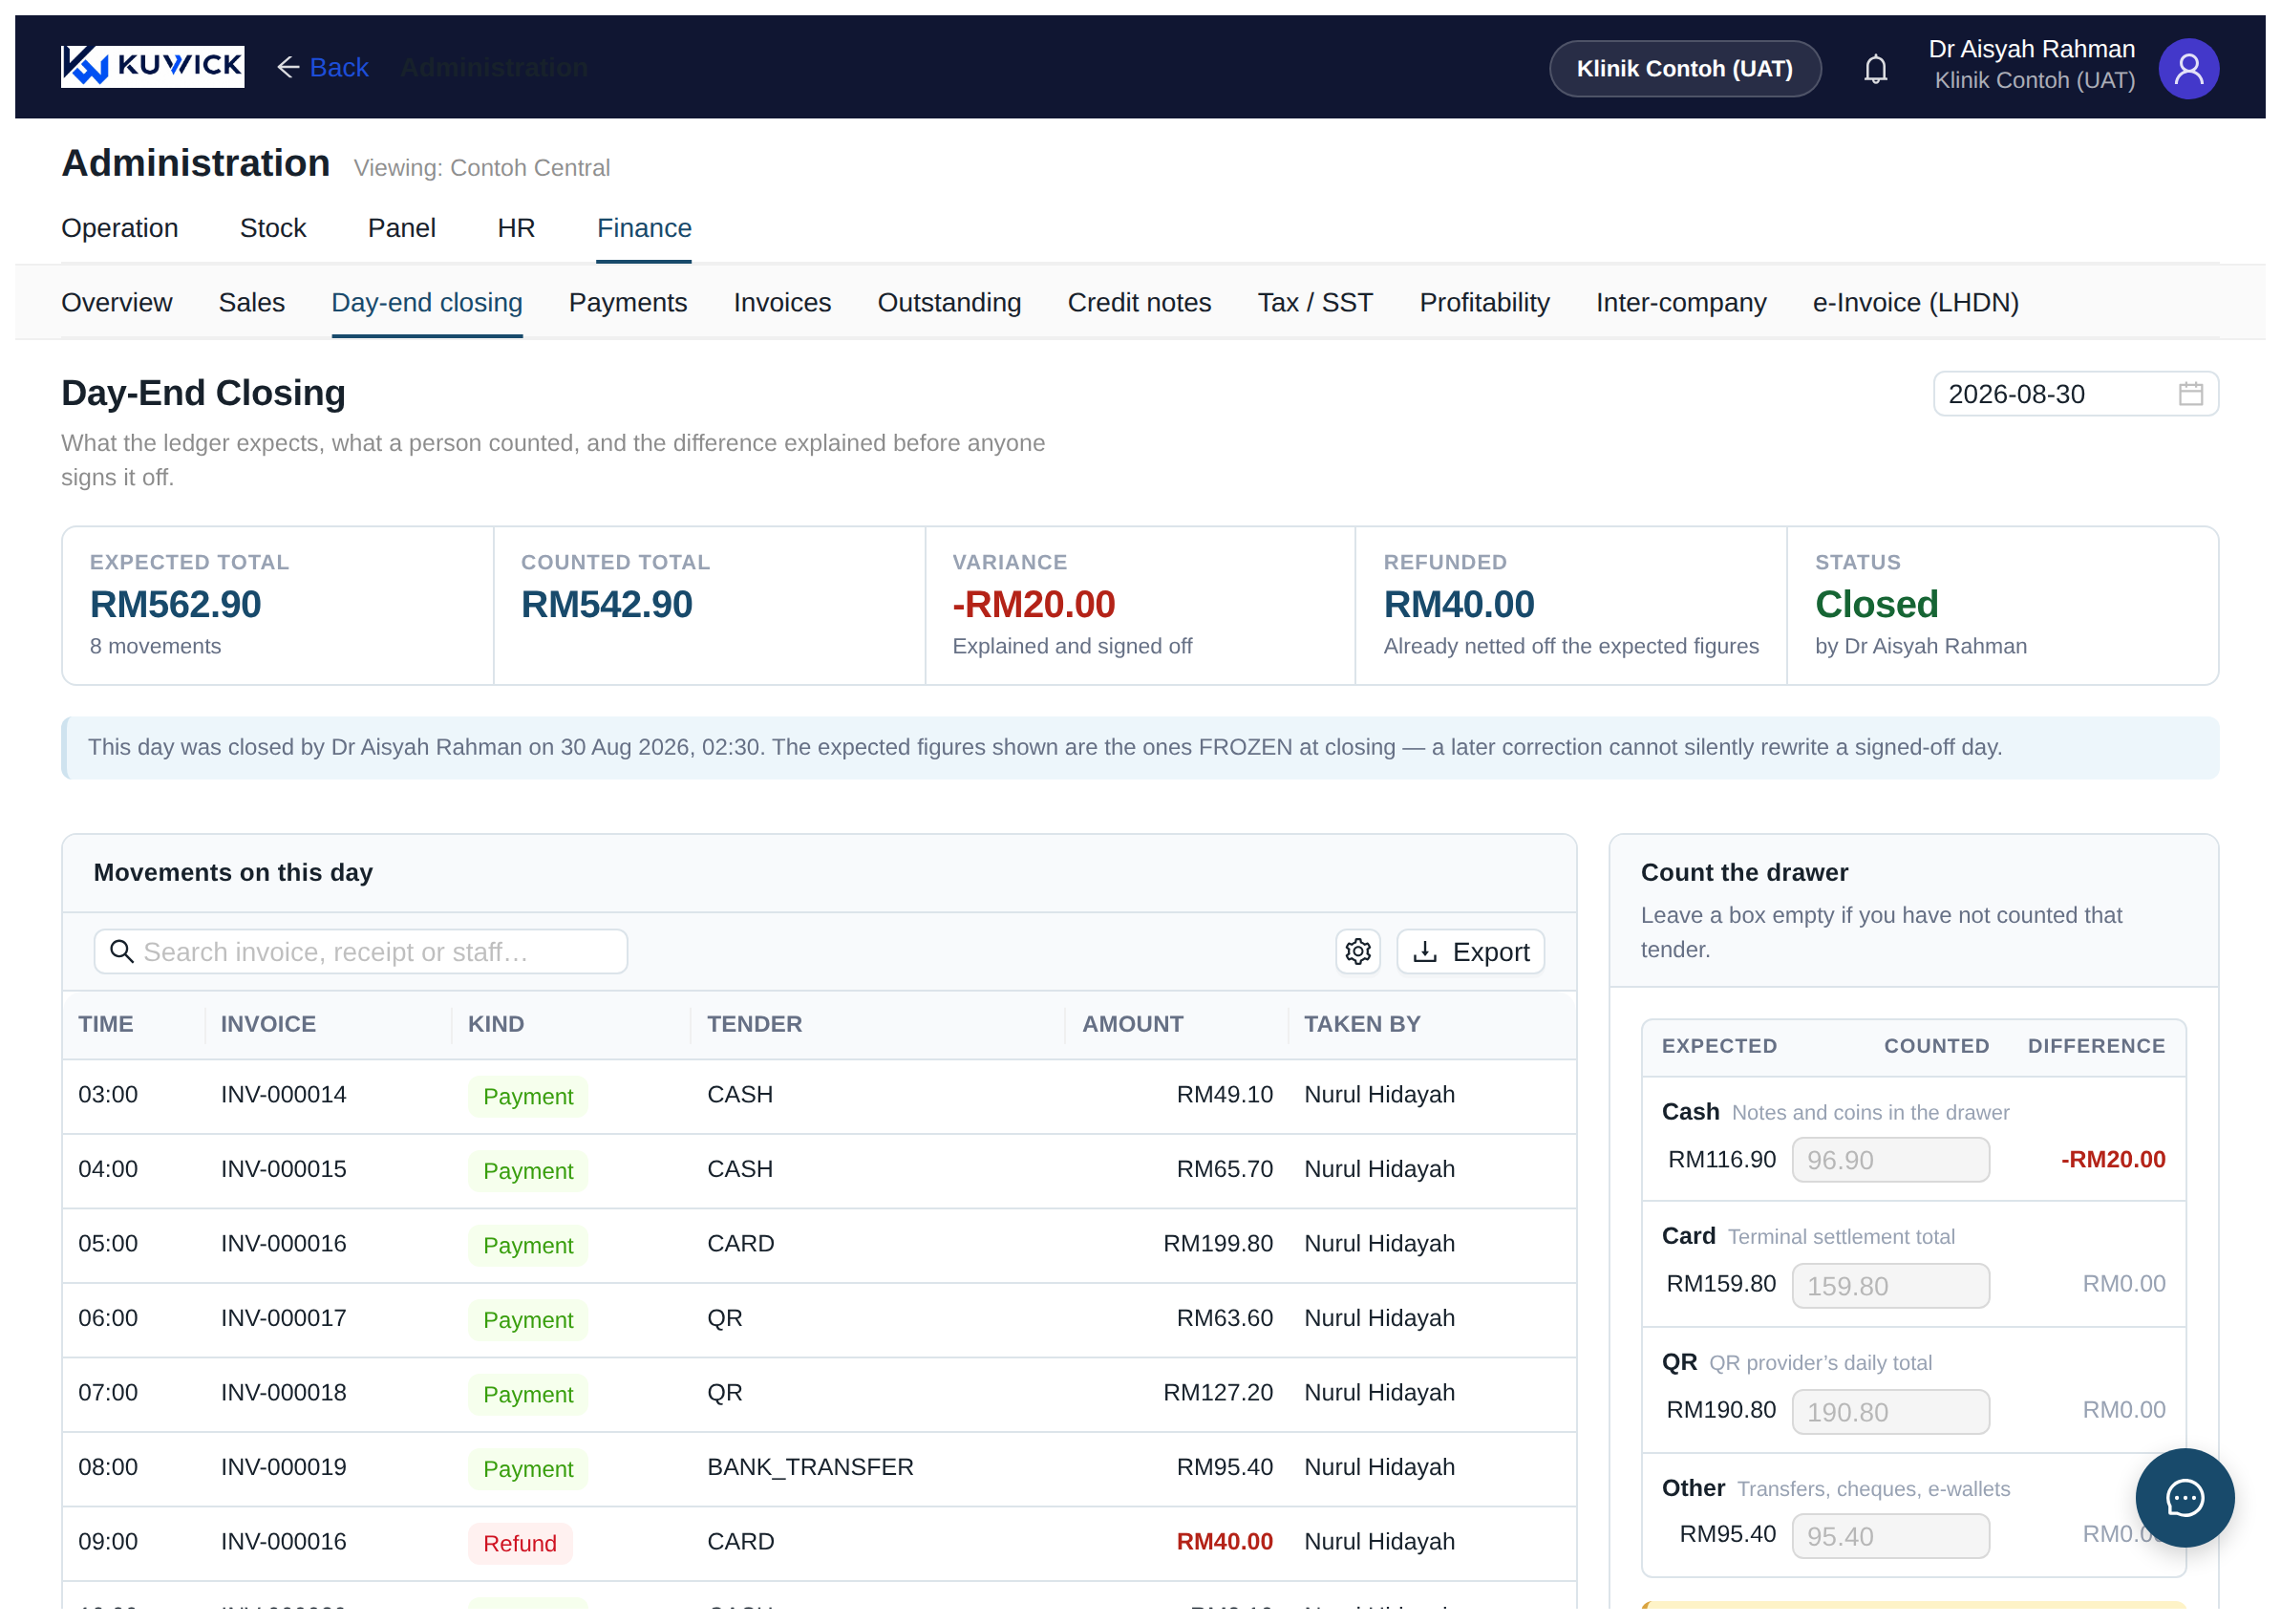 KUWICK
Back
Administration
Klinik Contoh (UAT)
Dr Aisyah Rahman
Klinik Contoh (UAT)
Administration
Viewing: Contoh Central
Operation
Stock
Panel
HR
Finance
Overview
Sales
Day-end closing
Payments
Invoices
Outstanding
Credit notes
Tax / SST
Profitability
Inter-company
e-Invoice (LHDN)
Day-End Closing
2026-08-30
What the ledger expects, what a person counted, and the difference explained before anyone
signs it off.
EXPECTED TOTAL
RM562.90
8 movements
COUNTED TOTAL
RM542.90
VARIANCE
-RM20.00
Explained and signed off
REFUNDED
RM40.00
Already netted off the expected figures
STATUS
Closed
by Dr Aisyah Rahman
This day was closed by Dr Aisyah Rahman on 30 Aug 2026, 02:30. The expected figures shown are the ones FROZEN at closing — a later correction cannot silently rewrite a signed-off day.
Movements on this day
Search invoice, receipt or staff…
Export
TIME INVOICE KIND TENDER AMOUNT TAKEN BY
03:00 INV-000014 Payment CASH RM49.10 Nurul Hidayah
04:00 INV-000015 Payment CASH RM65.70 Nurul Hidayah
05:00 INV-000016 Payment CARD RM199.80 Nurul Hidayah
06:00 INV-000017 Payment QR RM63.60 Nurul Hidayah
07:00 INV-000018 Payment QR RM127.20 Nurul Hidayah
08:00 INV-000019 Payment BANK_TRANSFER RM95.40 Nurul Hidayah
09:00 INV-000016 Refund CARD RM40.00 Nurul Hidayah
Count the drawer
Leave a box empty if you have not counted that
tender.
EXPECTED COUNTED DIFFERENCE
Cash Notes and coins in the drawer
RM116.90 96.90 -RM20.00
Card Terminal settlement total
RM159.80 159.80 RM0.00
QR QR provider’s daily total
RM190.80 190.80 RM0.00
Other Transfers, cheques, e-wallets
RM95.40 95.40